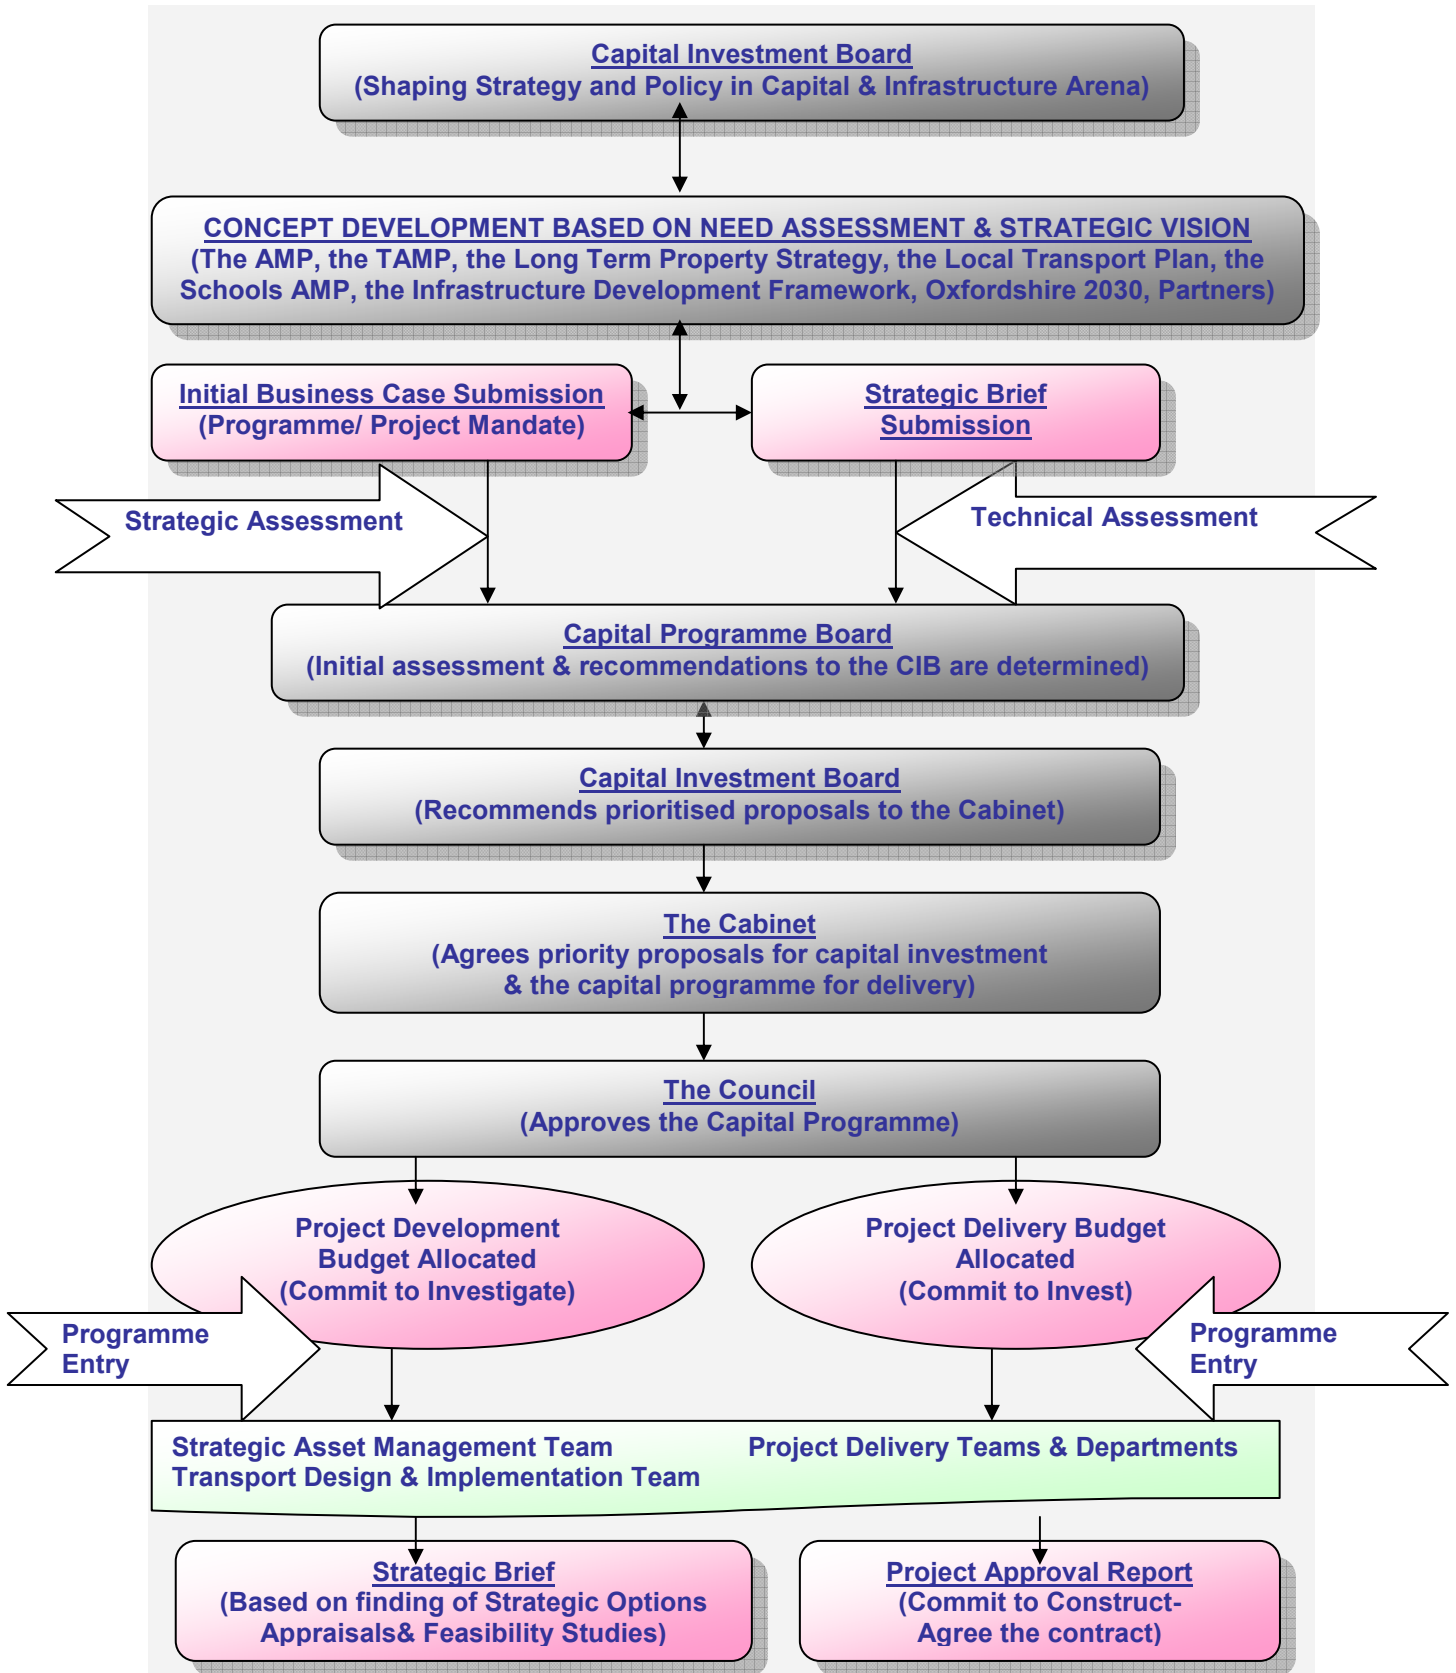 Capital Investment Board
(Shaping Strategy and Policy in Capital & Infrastructure Arena)
CONCEPT DEVELOPMENT BASED ON NEED ASSESSMENT & STRATEGIC VISION
(The AMP, the TAMP, the Long Term Property Strategy, the Local Transport Plan, the
Schools AMP, the Infrastructure Development Framework, Oxfordshire 2030, Partners)
Initial Business Case Submission
(Programme/ Project Mandate)
Strategic Brief
Submission
Strategic Assessment
Technical Assessment
Capital Programme Board
(Initial assessment & recommendations to the CIB are determined)
Capital Investment Board
(Recommends prioritised proposals to the Cabinet)
The Cabinet
(Agrees priority proposals for capital investment
& the capital programme for delivery)
The Council
(Approves the Capital Programme)
Project Development
Budget Allocated
(Commit to Investigate)
Project Delivery Budget
Allocated
(Commit to Invest)
Programme
Entry
Programme
Entry
Strategic Asset Management Team
Transport Design & Implementation Team
Project Delivery Teams & Departments
Strategic Brief
(Based on finding of Strategic Options
Appraisals& Feasibility Studies)
Project Approval Report
(Commit to Construct-
Agree the contract)